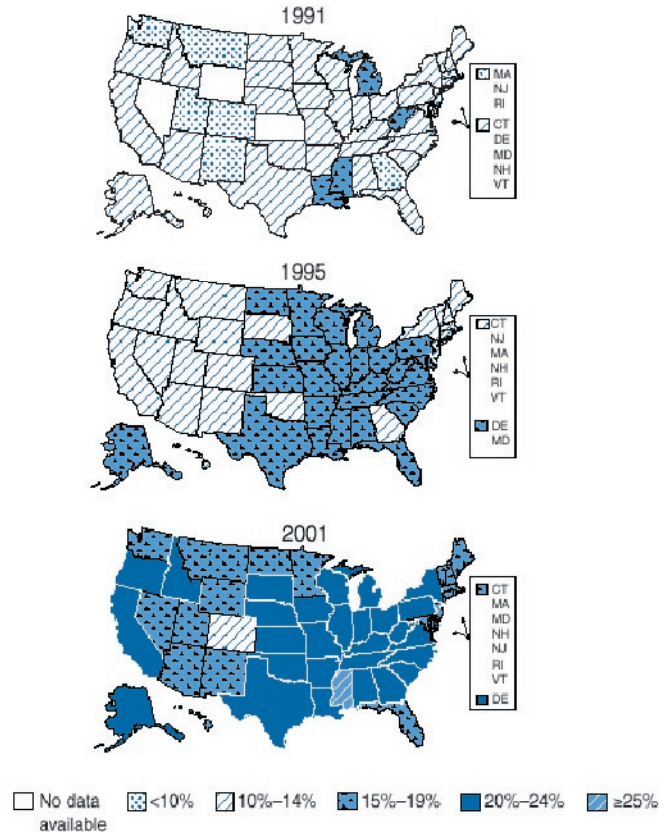 1991
MA
NJ
RI
CT
DE
MD
NH
VT
1995
CT
NJ
MA
NH
RI
VT
DE
MD
2001
CT
MA
MD
NH
NJ
RI
VT
DE
No data available
<10%
10%–14%
15%–19%
20%–24%
≥25%